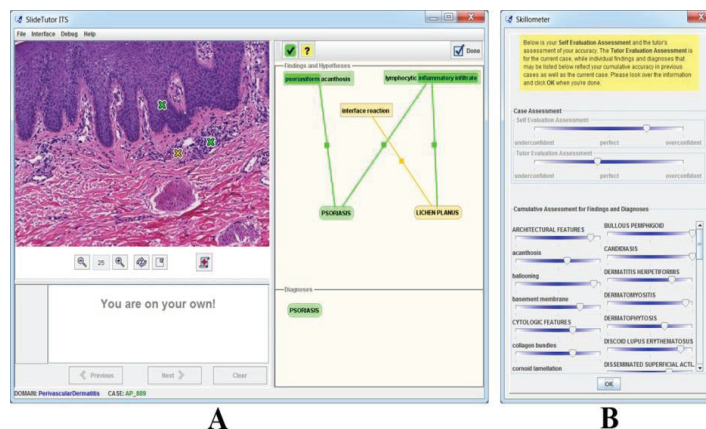 SlideTutor ITS
File Interface Debug Help
Done
Findings and Hypotheses
psoriasiform acanthosis
lymphocytic inflammatory infiltrate
interface reaction
PSORIASIS
LICHEN PLANUS
25
You are on your own!
Previous
Next
Clear
Diagnoses
PSORIASIS
DOMAIN: PerivascularDermatitis CASE: AP_889
A
Skillometer
Below is your Self Evaluation Assessment and the tutor's
assessment of your accuracy. The Tutor Evaluation Assessment is
for the current case, while individual findings and diagnoses that
may be listed below reflect your cumulative accuracy in previous
cases as well as the current case. Please look over the information
and click OK when you're done.
Case Assessment
Self Evaluation Assessment
underconfident perfect overconfident
Tutor Evaluation Assessment
underconfident perfect overconfident
Cumulative Assessment for Findings and Diagnoses
ARCHITECTURAL FEATURES
BULLOUS PEMPHIGOID
acanthosis
CANDIDIASIS
ballooning
DERMATITIS HERPETIFORMIS
basement membrane
DERMATOMYOSITIS
CYTOLOGIC FEATURES
DERMATOPHYTOSIS
collagen bundles
DISCOID LUPUS ERYTHEMATOSUS
cornoid lamellation
DISSEMINATED SUPERFICIAL ACTI..
OK
B